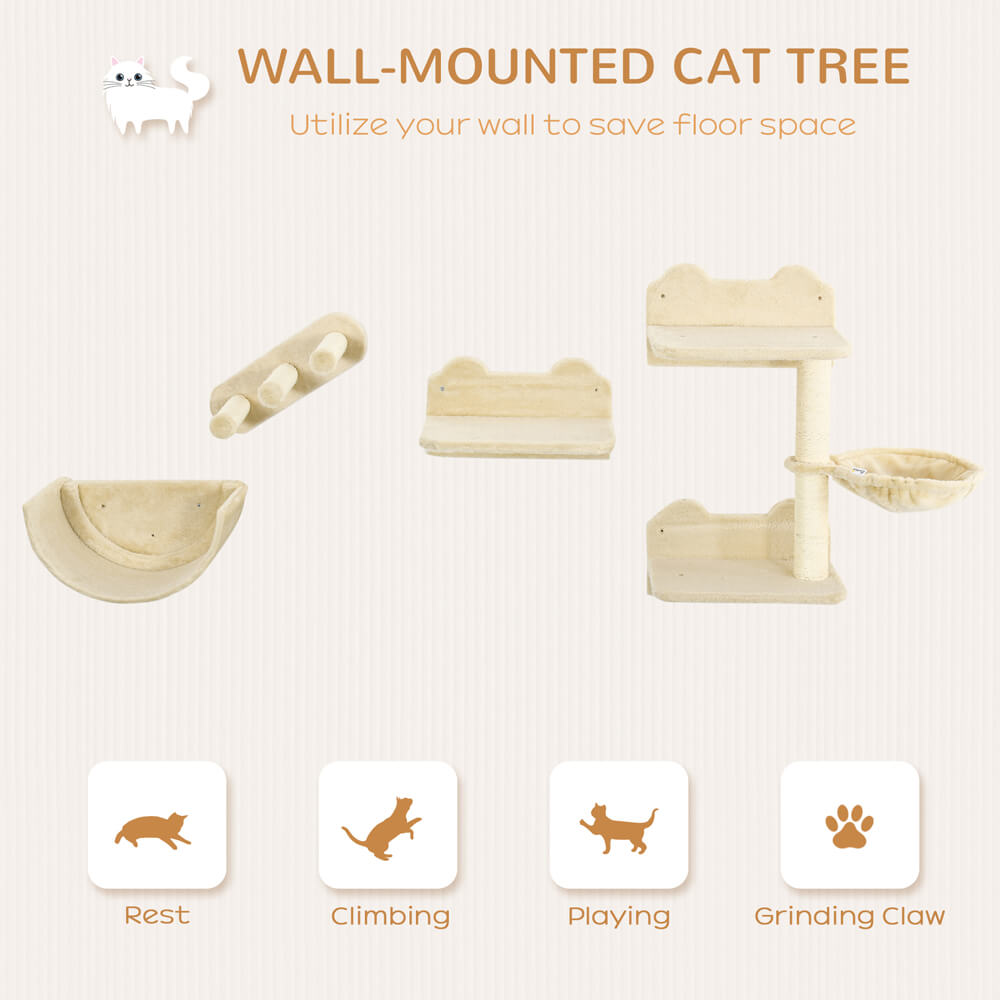 WALL-MOUNTED CAT TREE
Utilize your wall to save floor space
Rest
Climbing
Playing
Grinding Claw